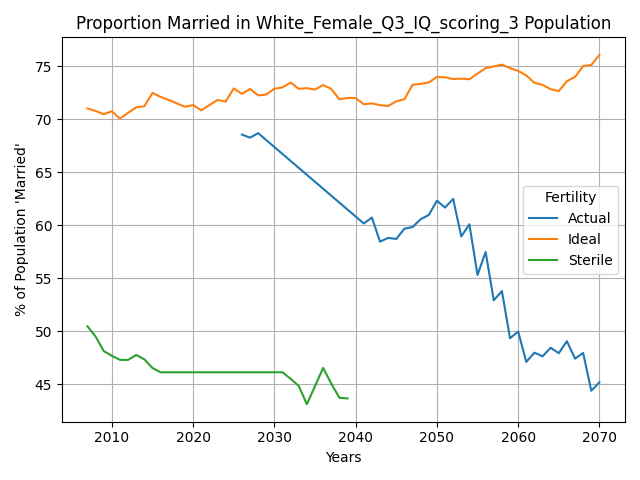 Proportion Married in White_Female_Q3_IQ_scoring_3 Population
% of Population 'Married'
75
70
65
60
55
50
45
Fertility
Actual
Ideal
Sterile
2010 2020 2030 2040 2050 2060 2070
Years